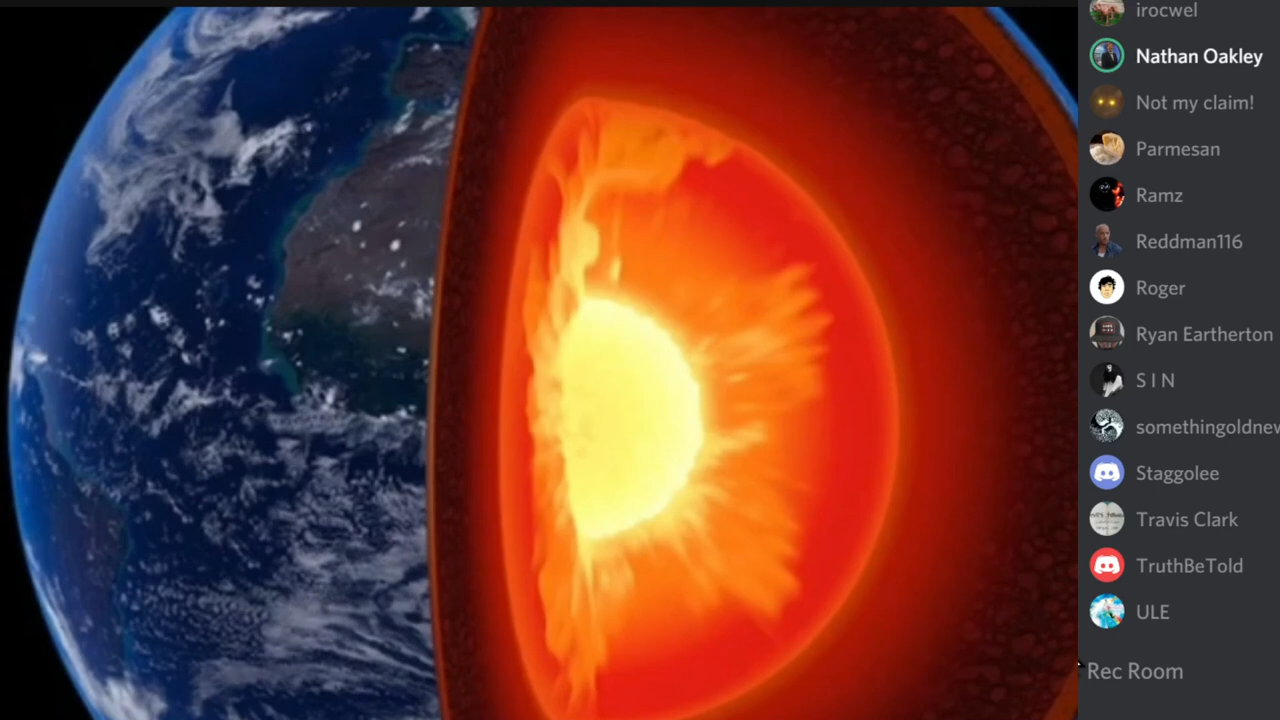 irocwel
Nathan Oakley
Not my claim!
Parmesan
Ramz
Reddman116
Roger
Ryan Eartherton
S I N
somethingoldnew
Staggolee
Travis Clark
TruthBeTold
ULE
Rec Room